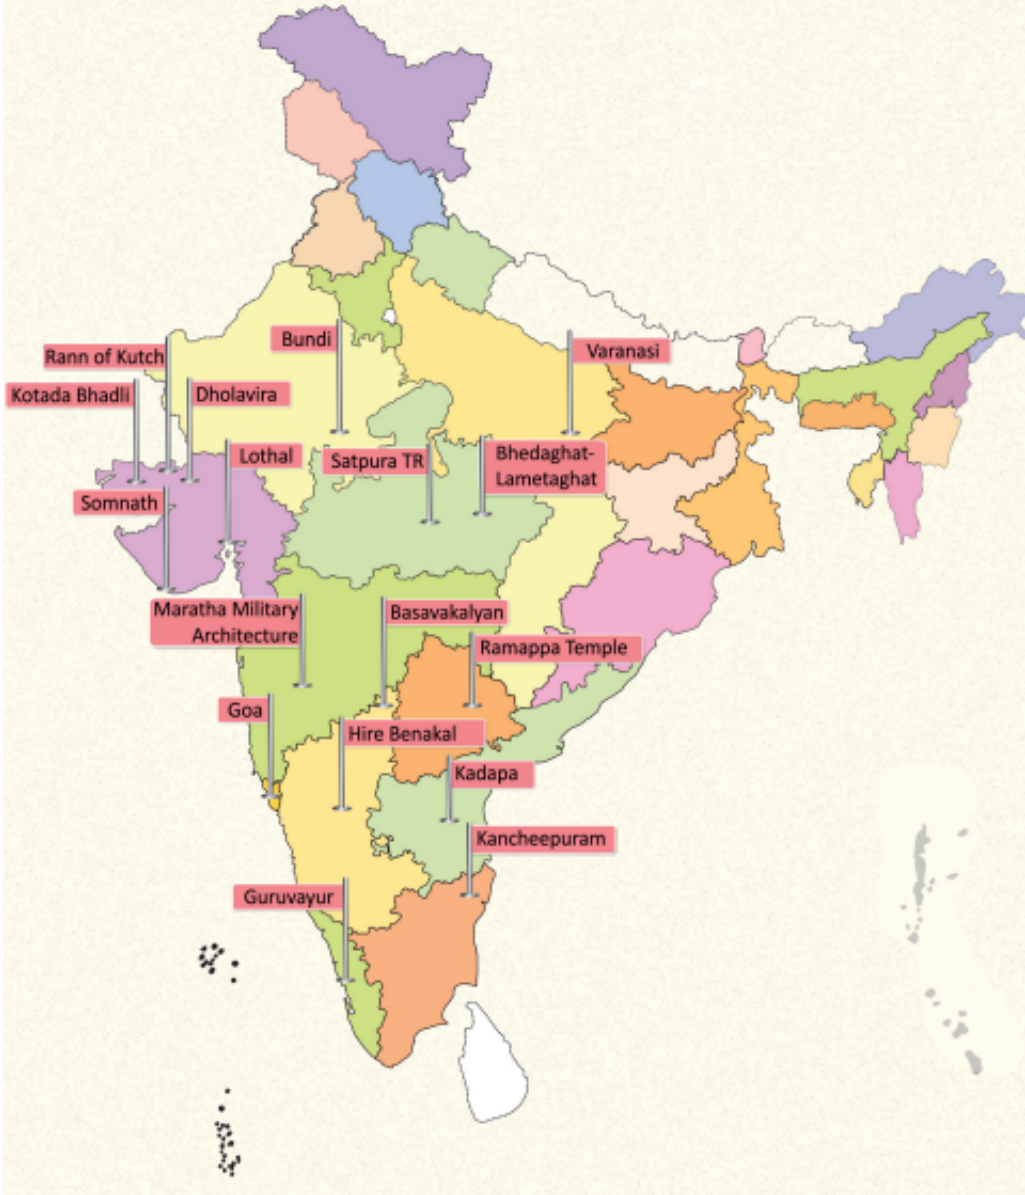 Bundi
Varanasi
Rann of Kutch
Kotada Bhadli
Dholavira
Lothal
Satpura TR
Bhedaghat-
Lametaghat
Somnath
Maratha Military
Architecture
Basavakalyan
Ramappa Temple
Goa
Hire Benakal
Kadapa
Kancheepuram
Guruvayur